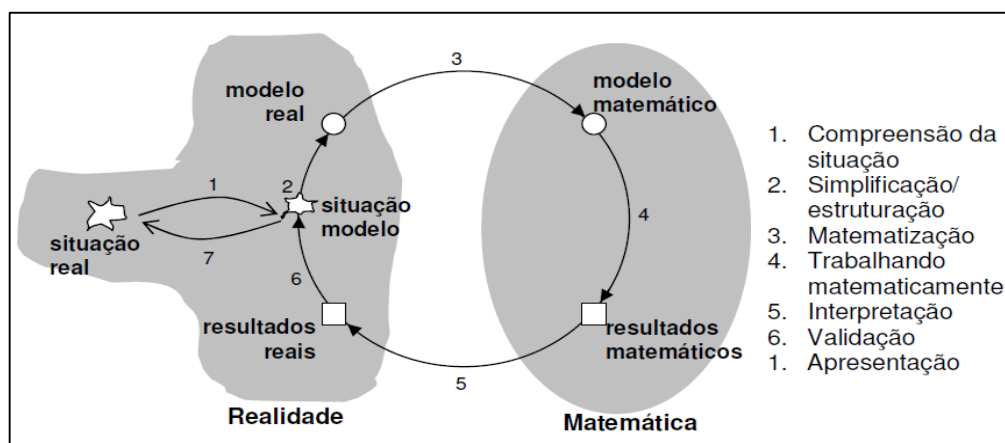 3
modelo
real
modelo
matemático
1
2
situação
modelo
situação
real
7
4
6
resultados
reais
resultados
matemáticos
5
Realidade
Matemática
1. Compreensão da
situação
2. Simplificação/
estruturação
3. Matematização
4. Trabalhando
matematicamente
5. Interpretação
6. Validação
1. Apresentação